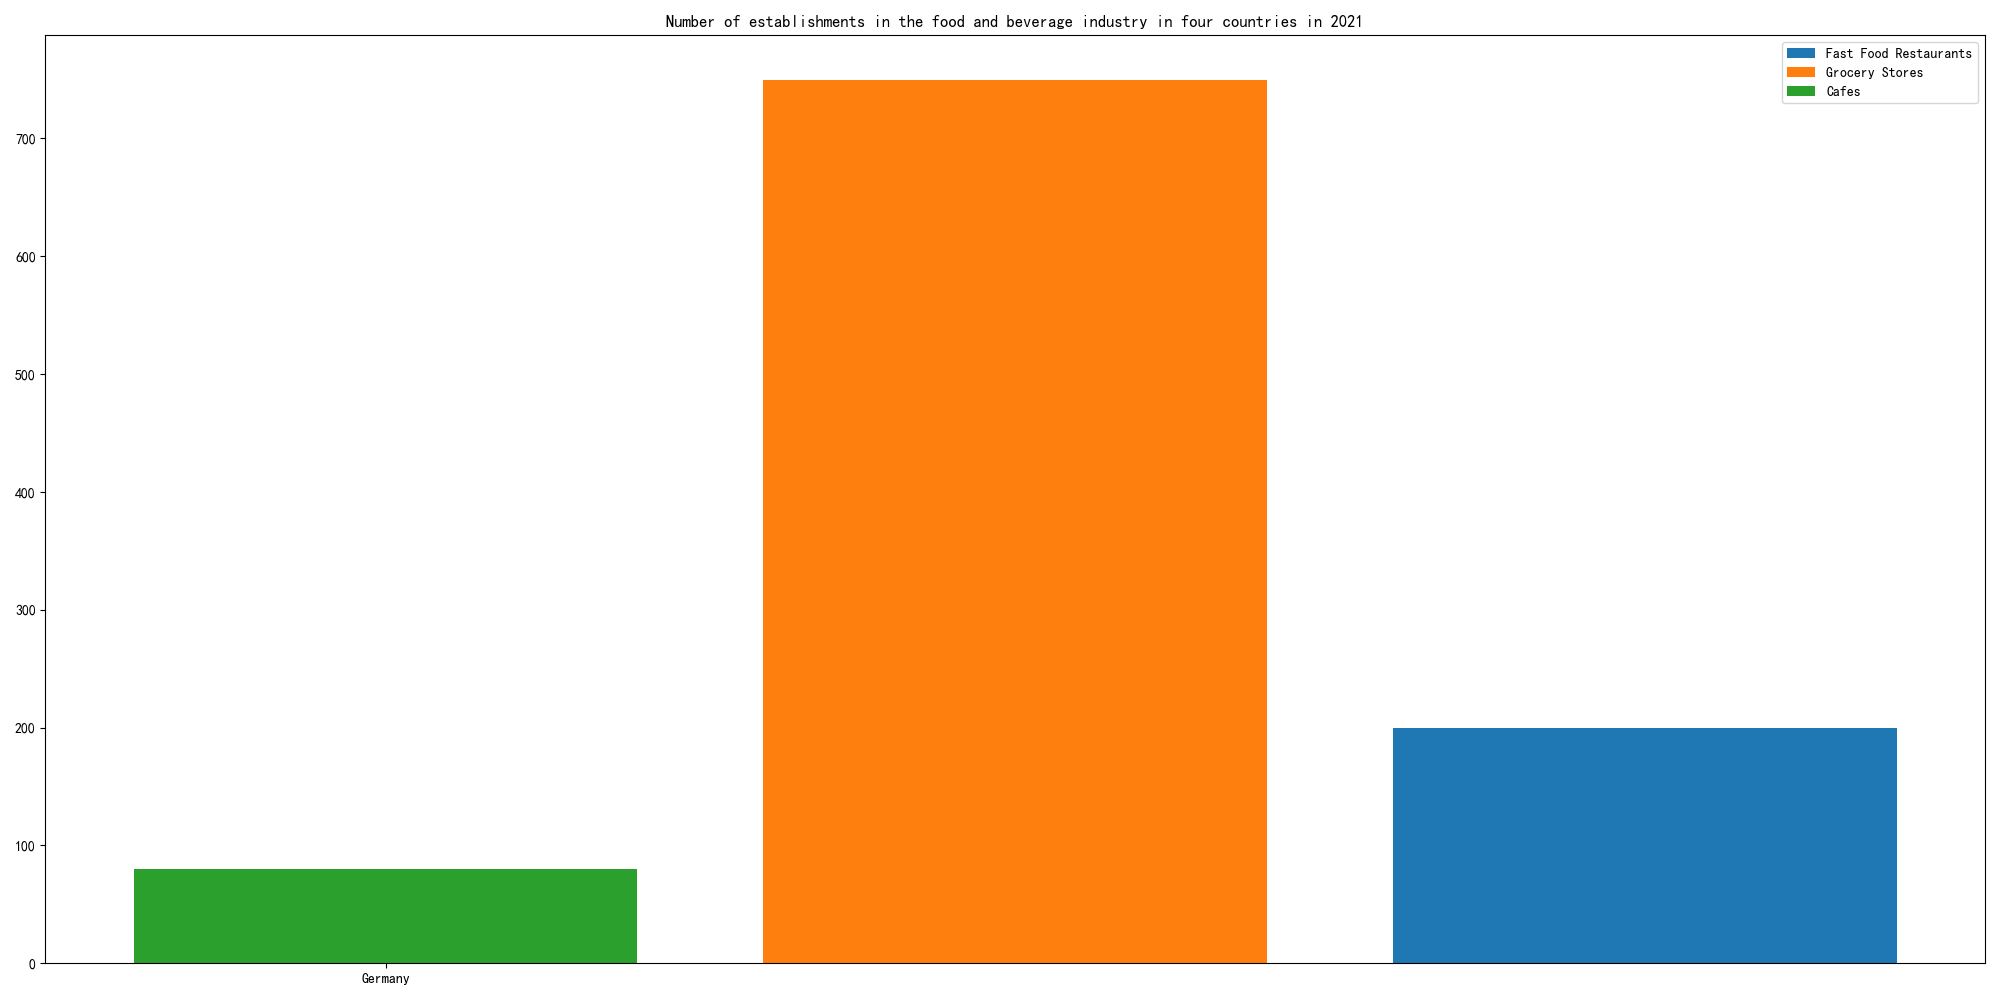 Number of establishments in the food and beverage industry in four countries in 2021
Fast Food Restaurants
Grocery Stores
Cafes
700
600
500
400
300
200
100
0
Germany